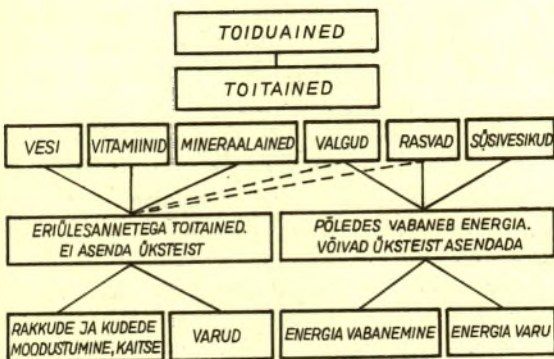 TOIDUAINED
TOITAINED
VESI
VITAMIINID
MINERAALAINED
VALGUD
RASVAD
SÜSIVESIKUD
ERIÜLESANNETEGA TOITAINED.
EI ASENDA ÜKSTEIST
PÕLEDES VABANEB ENERGIA.
VÕIVAD ÜKSTEIST ASENDADA
RAKKUDE JA KUDEDE
MOODUSTUMINE, KAITSE
VARUD
ENERGIA VABANEMINE
ENERGIA VARU